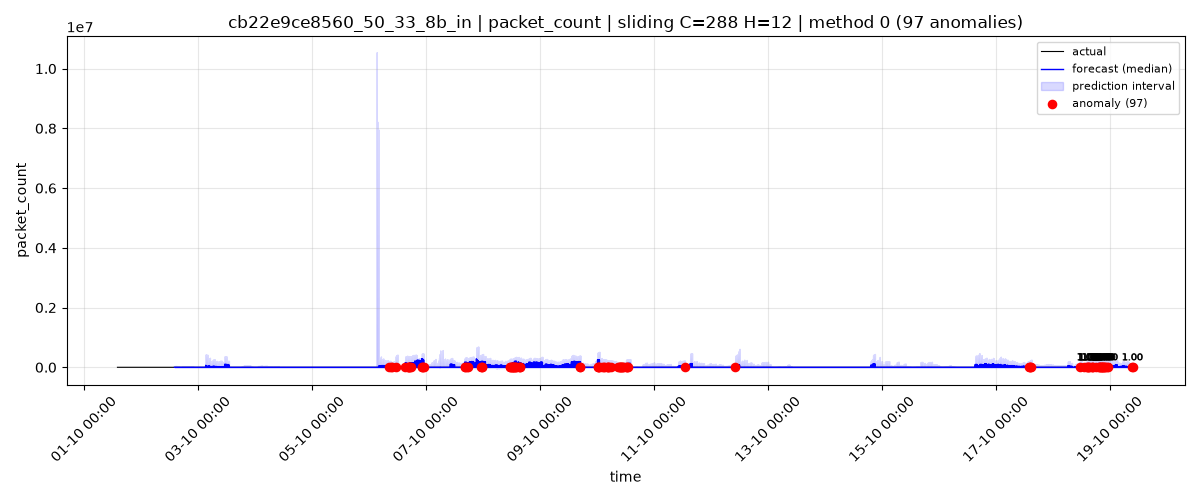 cb22e9ce8560_50_33_8b_in | packet_count | sliding C=288 H=12 | method 0 (97 anomalies)
1e7
actual
forecast (median)
prediction interval
anomaly (97)
1.0
0.8
0.6
0.4
0.2
0.0
packet_count
1.00
01-10 00:00
03-10 00:00
05-10 00:00
07-10 00:00
09-10 00:00
11-10 00:00
13-10 00:00
15-10 00:00
17-10 00:00
19-10 00:00
time